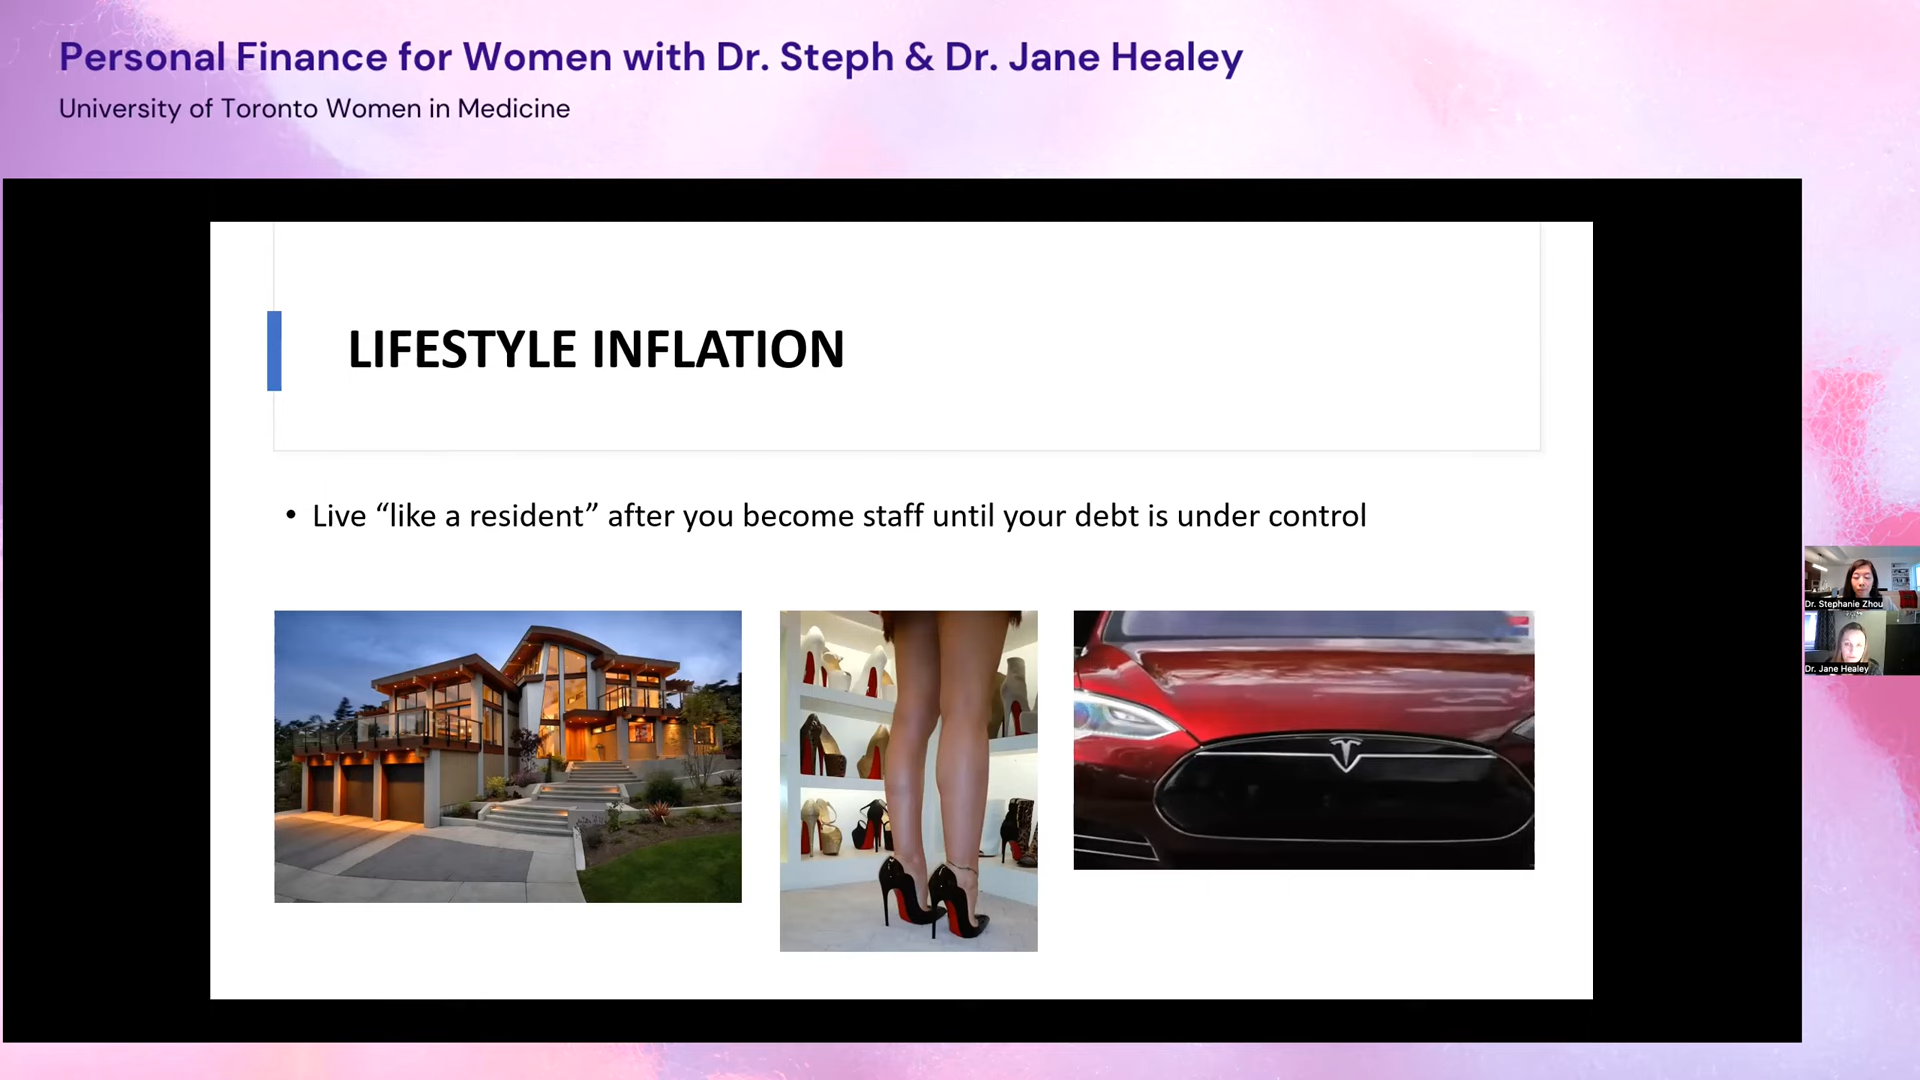 Personal Finance for Women with Dr. Steph & Dr. Jane Healey
University of Toronto Women in Medicine
LIFESTYLE INFLATION
• Live “like a resident” after you become staff until your debt is under control
Dr. Stephanie Zhou
Dr. Jane Healey